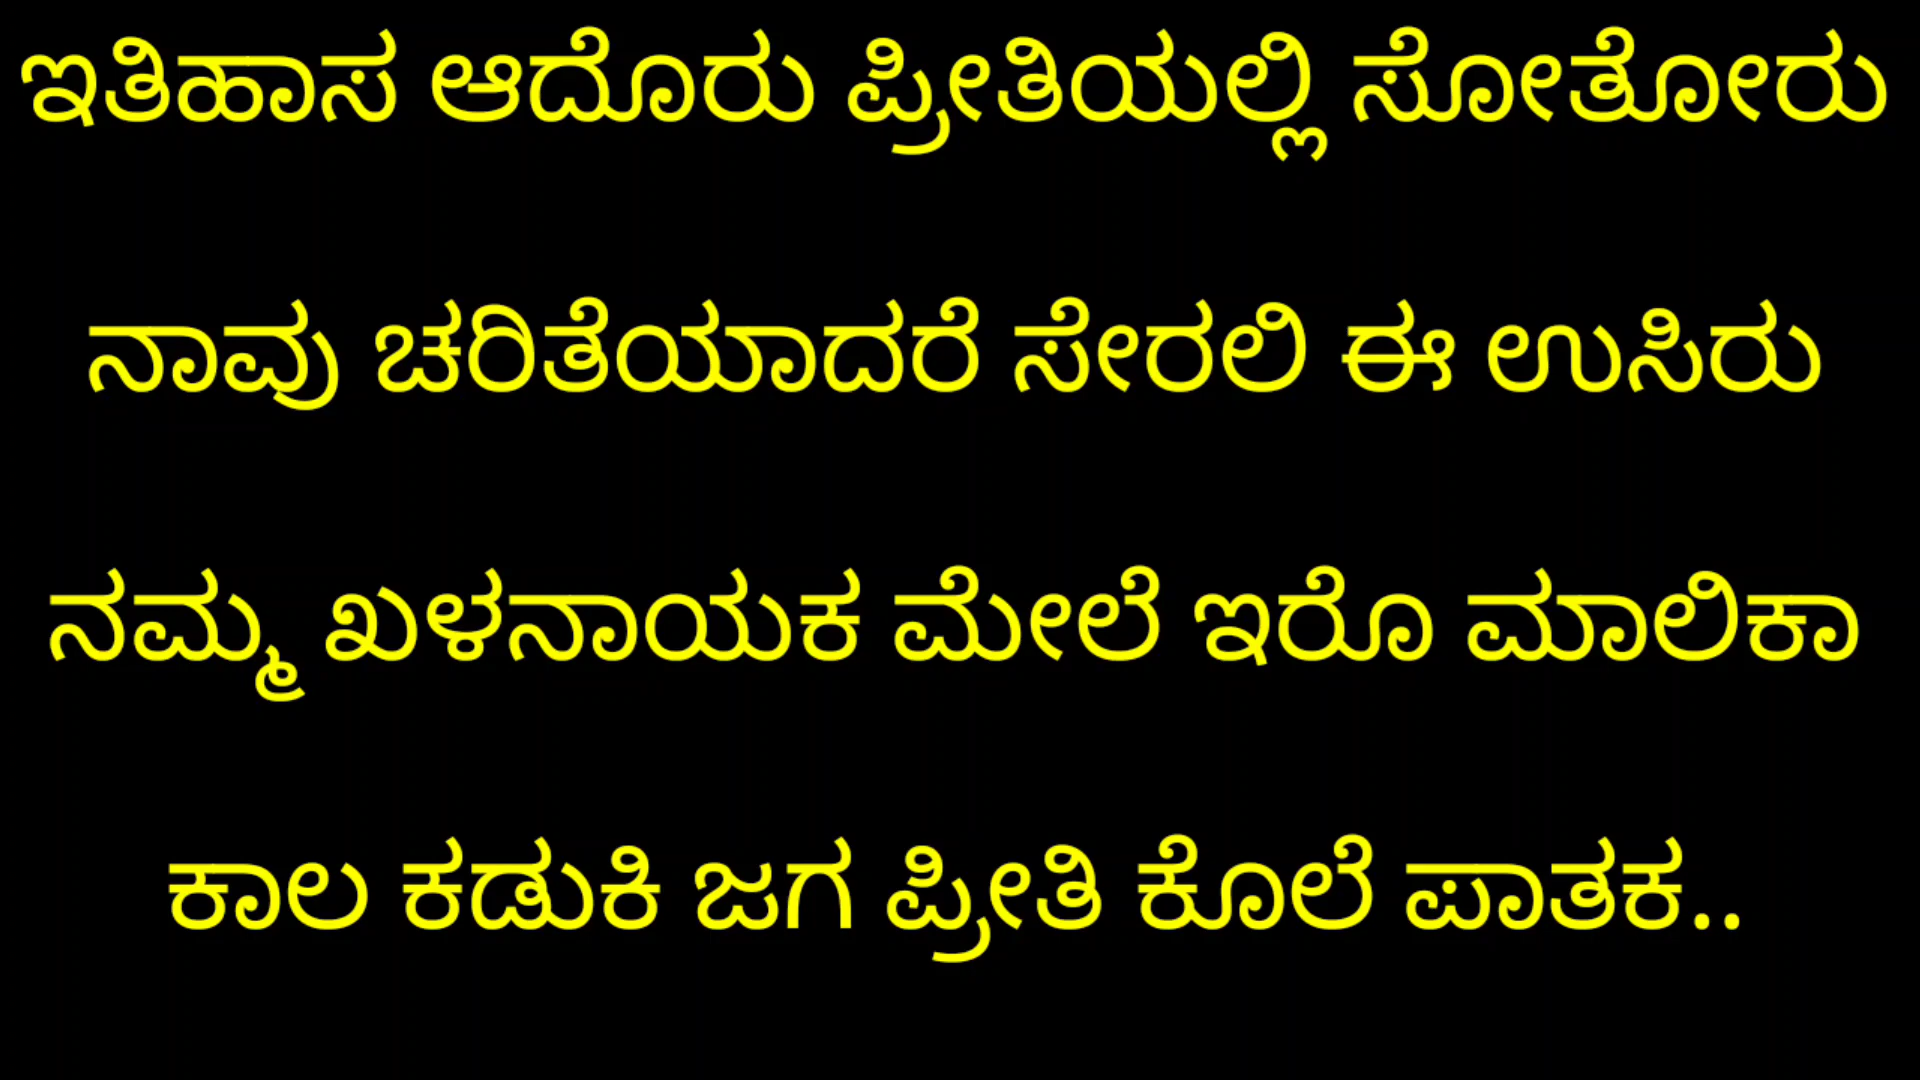 ಇತಿಹಾಸ ಆದೊರು ಪ್ರೀತಿಯಲ್ಲಿ ಸೋತೋರು
ನಾವು ಚರಿತೆಯಾದರೆ ಸೇರಲಿ ಈ ಉಸಿರು
ನಮ್ಮ ಖಳನಾಯಕ ಮೇಲೆ ಇರೊ ಮಾಲಿಕಾ
ಕಾಲ ಕಡುಕಿ ಜಗ ಪ್ರೀತಿ ಕೊಲೆ ಪಾತಕ..